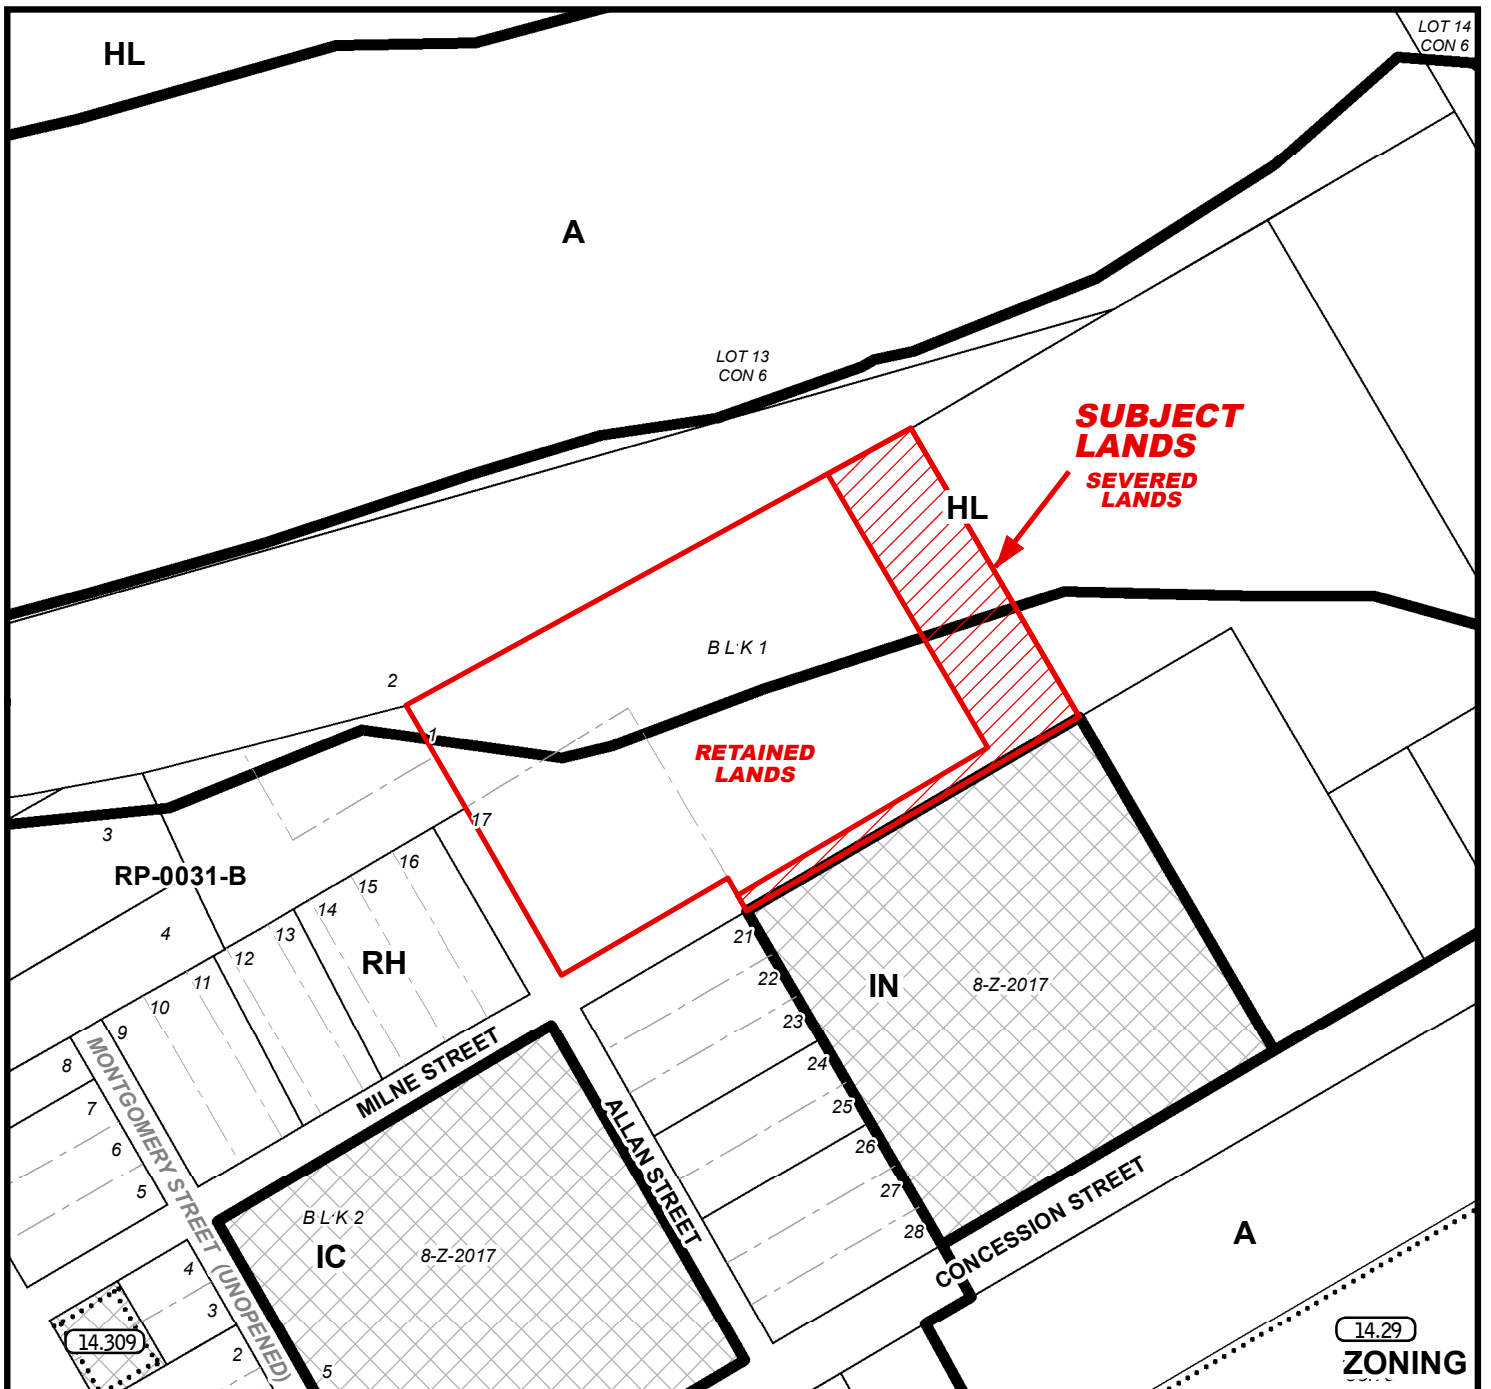 HL
LOT 14
CON 6
A
LOT 13
CON 6
SUBJECT
LANDS
SEVERED
LANDS
HL
BLK 1
2
1
RETAINED
LANDS
17
3
16
RP-0031-B
15
14
4
13
21
12
RH
22
11
IN
8-Z-2017
10
23
9
MILNE STREET
24
8
MONTGOMERY STREET (UNOPENED)
7
25
ALLAN STREET
6
26
5
27
BLK 2
28
CONCESSION STREET
A
IC
8-Z-2017
4
3
14.309
14.29
2
5
ZONING